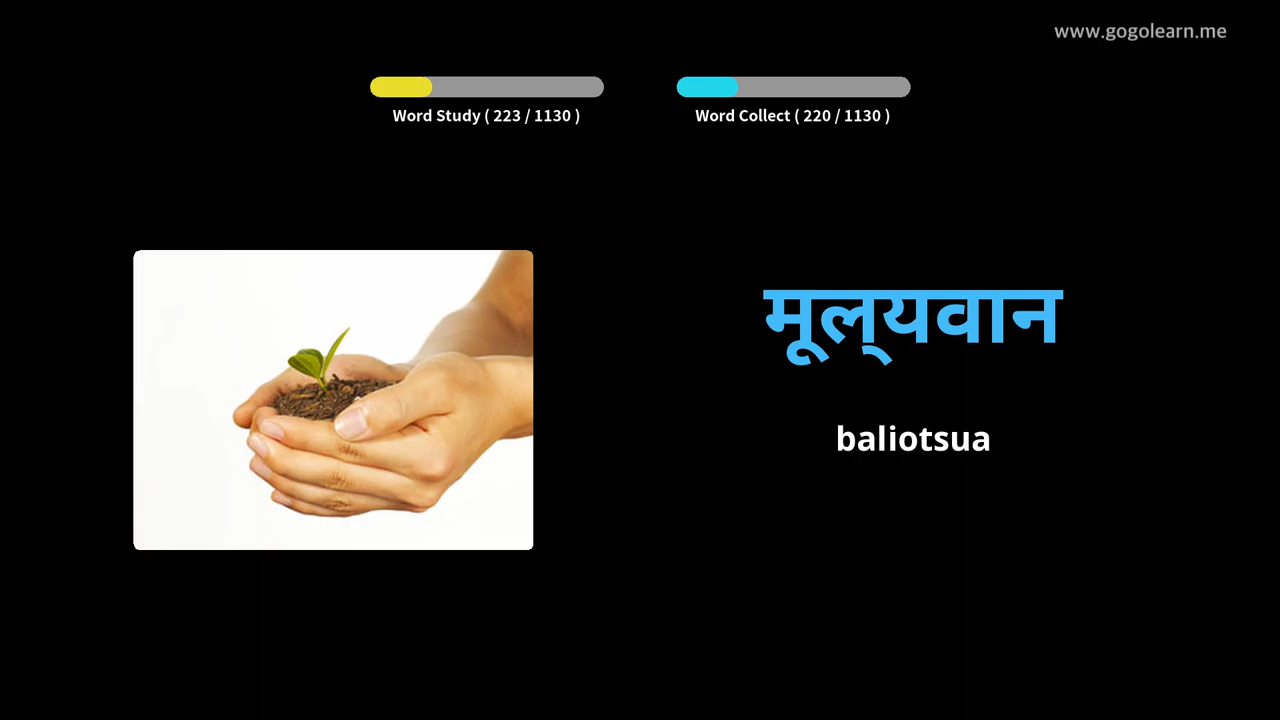 www.gogolearn.me
Word Study ( 223 / 1130 )
Word Collect ( 220 / 1130 )
मूल्‌यवान
baliotsua